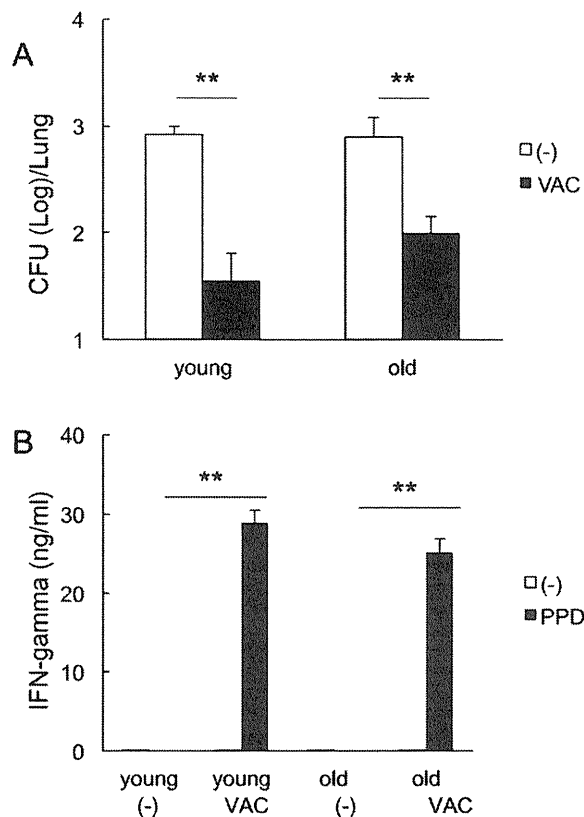 A
CFU (Log)/Lung
4
3
2
1
**
**
young
old
(-)
VAC
B
IFN-gamma (ng/ml)
40
30
20
10
0
**
**
young (-)
young VAC
old (-)
old VAC
(-)
PPD